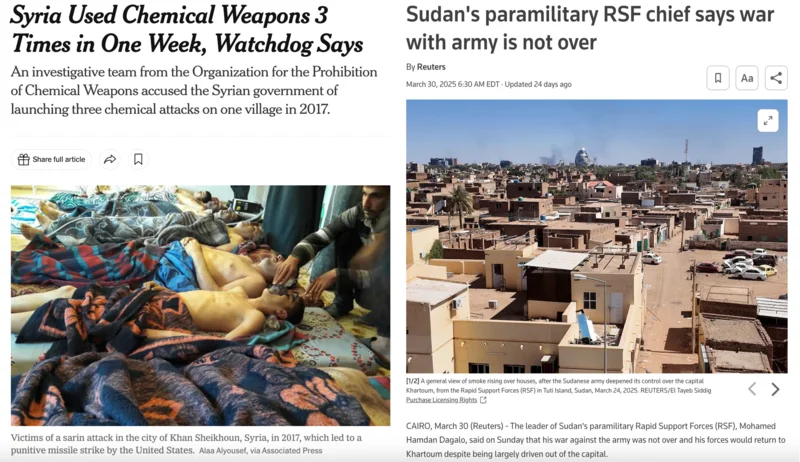 Syria Used Chemical Weapons 3
Times in One Week, Watchdog Says
An investigative team from the Organization for the Prohibition
of Chemical Weapons accused the Syrian government of
launching three chemical attacks on one village in 2017.
Share full article
Victims of a sarin attack in the city of Khan Sheikhoun, Syria, in 2017, which led to a
punitive missile strike by the United States. Alaa Alyousef, via Associated Press
Sudan's paramilitary RSF chief says war
with army is not over
By Reuters
March 30, 2025 6:30 AM EDT · Updated 24 days ago
Aa
[1/2] A general view of smoke rising over houses, after the Sudanese army deepened its control over the capital
Khartoum, from the Rapid Support Forces (RSF) in Tuti Island, Sudan, March 24, 2025. REUTERS/El Tayeb Siddig
Purchase Licensing Rights
CAIRO, March 30 (Reuters) - The leader of Sudan's paramilitary Rapid Support Forces (RSF), Mohamed
Hamdan Dagalo, said on Sunday that his war against the army was not over and his forces would return to
Khartoum despite being largely driven out of the capital.